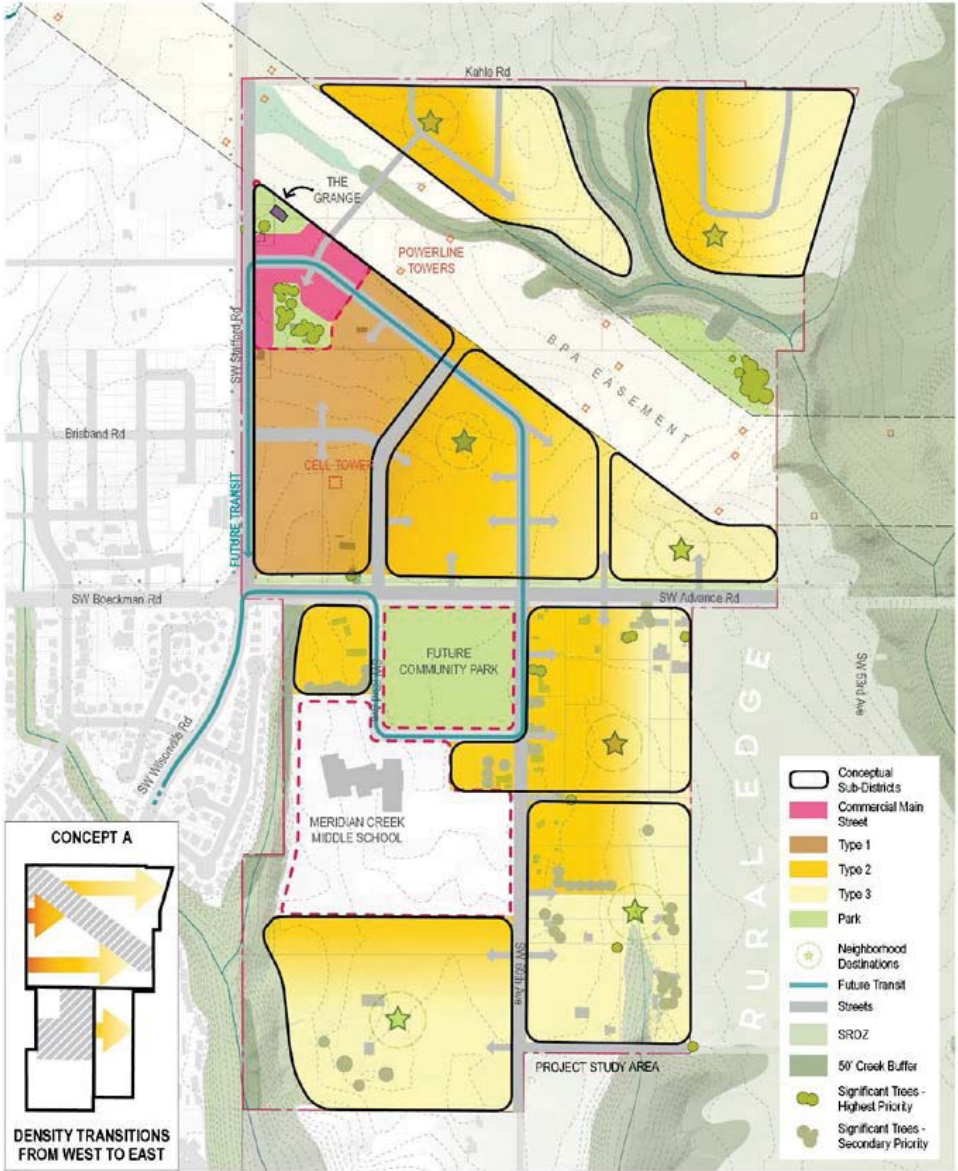 Kahlo Rd
THE
GRANGE
POWERLINE
TOWERS
SW Stafford Rd
BPA EASEMENT
Brisband Rd
CELL TOWER
FUTURE TRANSIT
SW Boeckman Rd
SW Advance Rd
FUTURE
COMMUNITY PARK
SW 53rd Ave
RURAL EDGE
SW Wilsonville Rd
MERIDIAN CREEK
MIDDLE SCHOOL
SW 60th Ave
PROJECT STUDY AREA
CONCEPT A
DENSITY TRANSITIONS
FROM WEST TO EAST
Conceptual
Sub-Districts
Commercial Main
Street
Type 1
Type 2
Type 3
Park
Neighborhood
Destinations
Future Transit
Streets
SROZ
50' Creek Buffer
Significant Trees -
Highest Priority
Significant Trees -
Secondary Priority